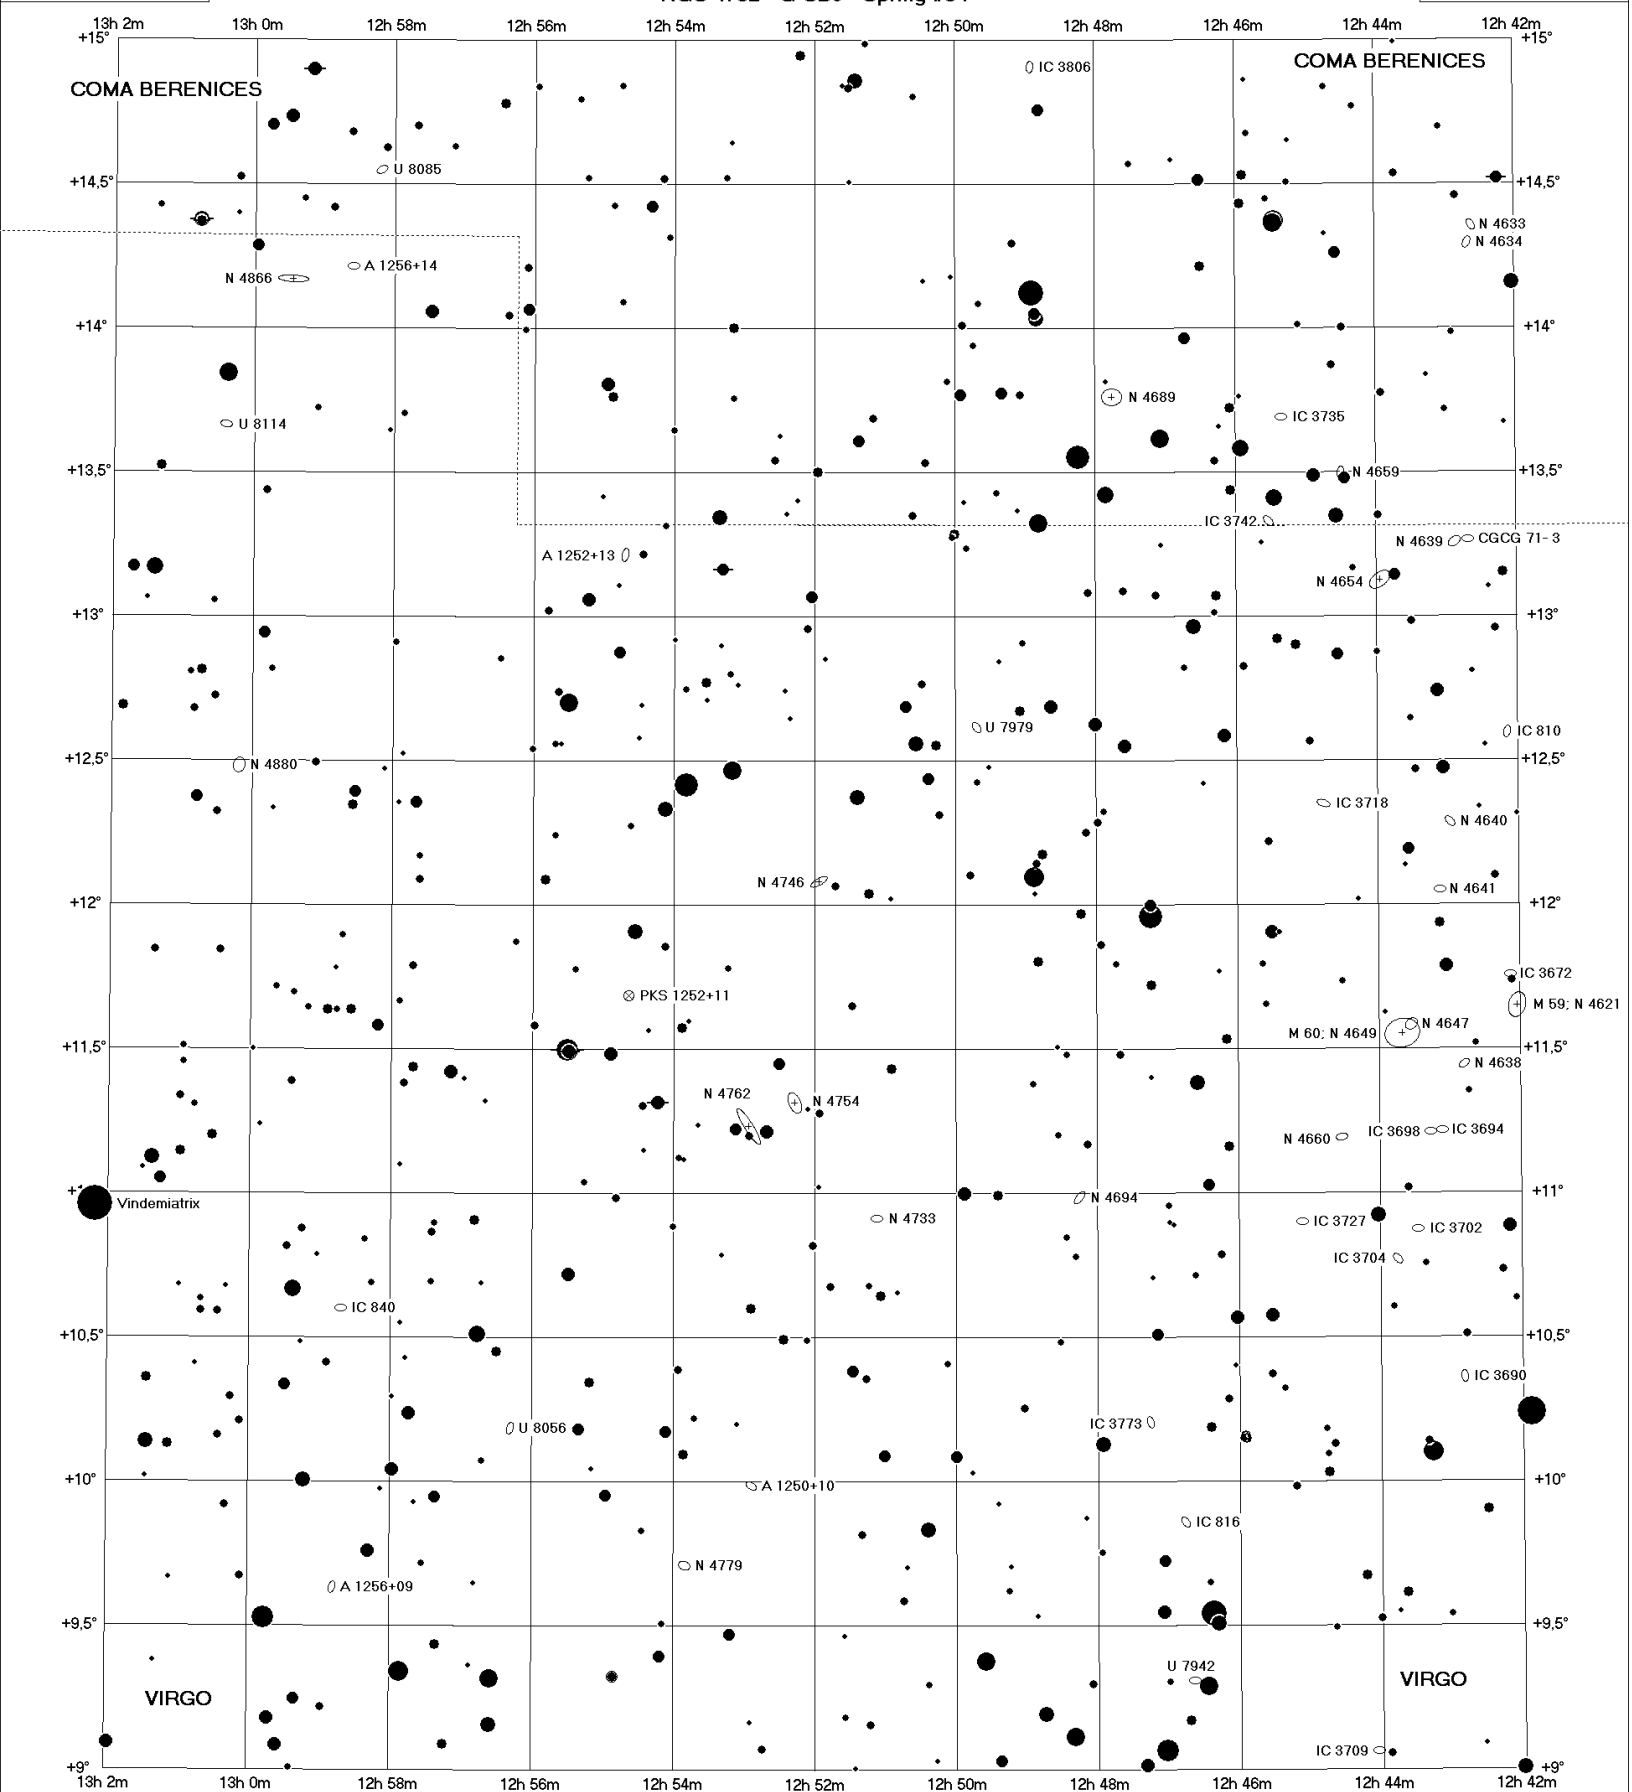 13h 2m 13h 0m 12h 58m 12h 56m 12h 54m 12h 52m 12h 50m 12h 48m 12h 46m 12h 44m 12h 42m
+15° +15°
COMA BERENICES
IC 3806
COMA BERENICES
U 8085
+14,5° +14,5°
N 4633
N 4634
A 1256+14
N 4866
+14° +14°
N 4689
IC 3735
U 8114
+13,5° N 4659 +13,5°
IC 3742
N 4639 CGCG 71-3
A 1252+13
N 4654
+13° +13°
U 7979
IC 810
+12,5° N 4880 +12,5°
IC 3718
N 4640
N 4746
N 4641
+12° +12°
IC 3672
PKS 1252+11
M 59; N 4621
N 4647
M 60; N 4649
+11,5° +11,5°
N 4638
N 4762
N 4754
N 4660 IC 3698 IC 3694
+11°
Vindemiatrix
N 4694
N 4733
IC 3727 IC 3702
IC 3704
IC 840
+10,5° +10,5°
IC 3690
U 8056
IC 3773
+10° +10°
A 1250+10
IC 816
N 4779
A 1256+09
+9,5° +9,5°
U 7942
VIRGO VIRGO
IC 3709
+9° +9°
13h 2m 13h 0m 12h 58m 12h 56m 12h 54m 12h 52m 12h 50m 12h 48m 12h 46m 12h 44m 12h 42m